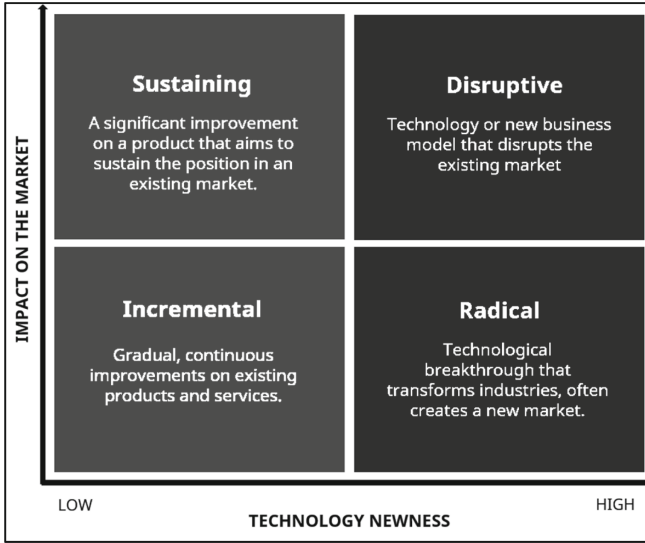 IMPACT ON THE MARKET
Sustaining
A significant improvement
on a product that aims to
sustain the position in an
existing market.
Disruptive
Technology or new business
model that disrupts the
existing market
Incremental
Gradual, continuous
improvements on existing
products and services.
Radical
Technological
breakthrough that
transforms industries, often
creates a new market.
LOW
HIGH
TECHNOLOGY NEWNESS